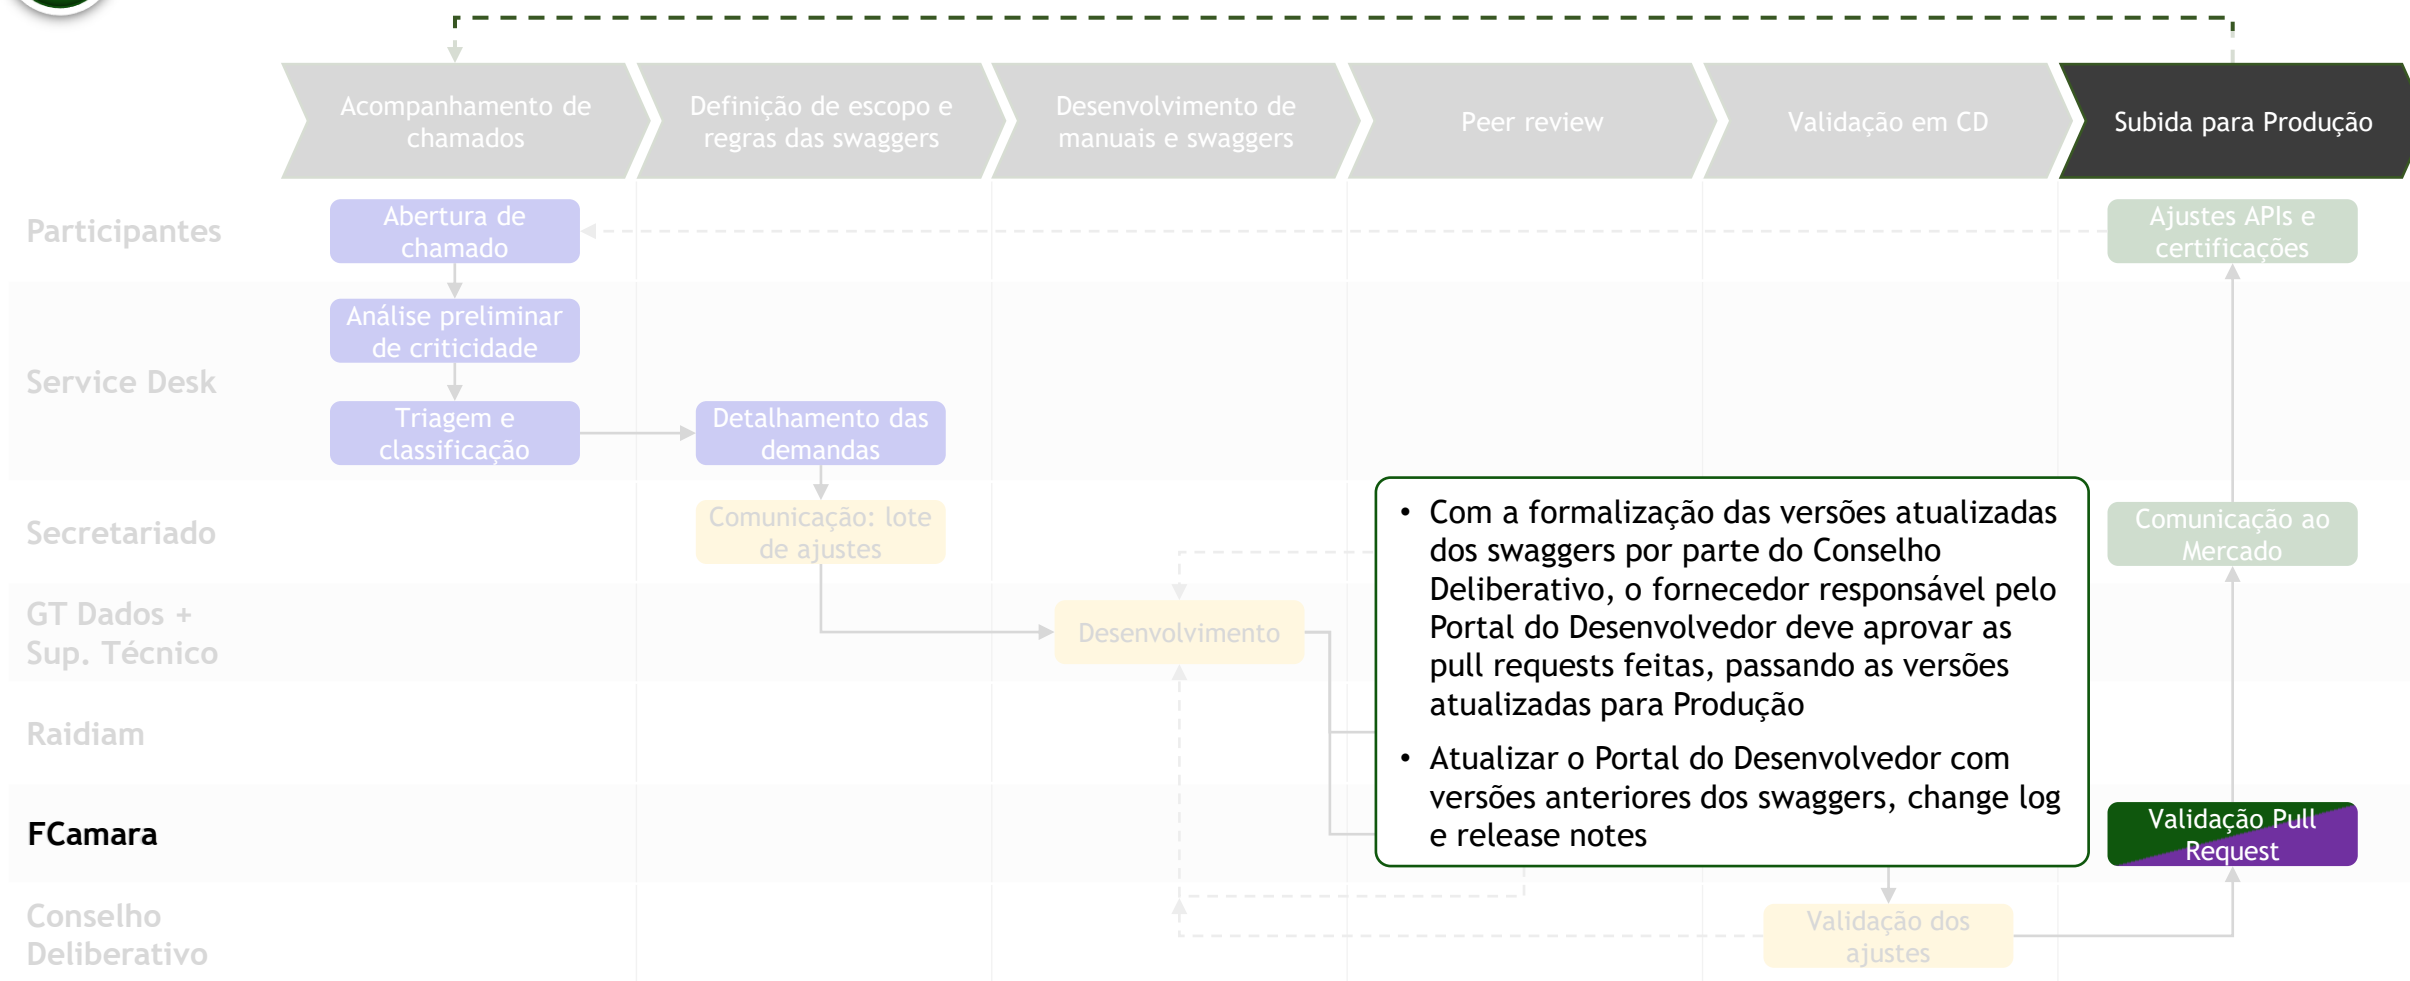 Acompanhamento de
chamados
Definição de escopo e
regras das swaggers
Desenvolvimento de
manuais e swaggers
Peer review
Validação em CD
Subida para Produção
Participantes
Abertura de
chamado
Ajustes APIs e
certificações
Service Desk
Análise preliminar
de criticidade
Triagem e
classificação
Detalhamento das
demandas
Secretariado
Comunicação: lote
de ajustes
Comunicação ao
Mercado
GT Dados +
Sup. Técnico
Desenvolvimento
• Com a formalização das versões atualizadas
dos swaggers por parte do Conselho
Deliberativo, o fornecedor responsável pelo
Portal do Desenvolvedor deve aprovar as
pull requests feitas, passando as versões
atualizadas para Produção
• Atualizar o Portal do Desenvolvedor com
versões anteriores dos swaggers, change log
e release notes
Raidiam
FCamara
Validação Pull
Request
Conselho
Deliberativo
Validação dos
ajustes